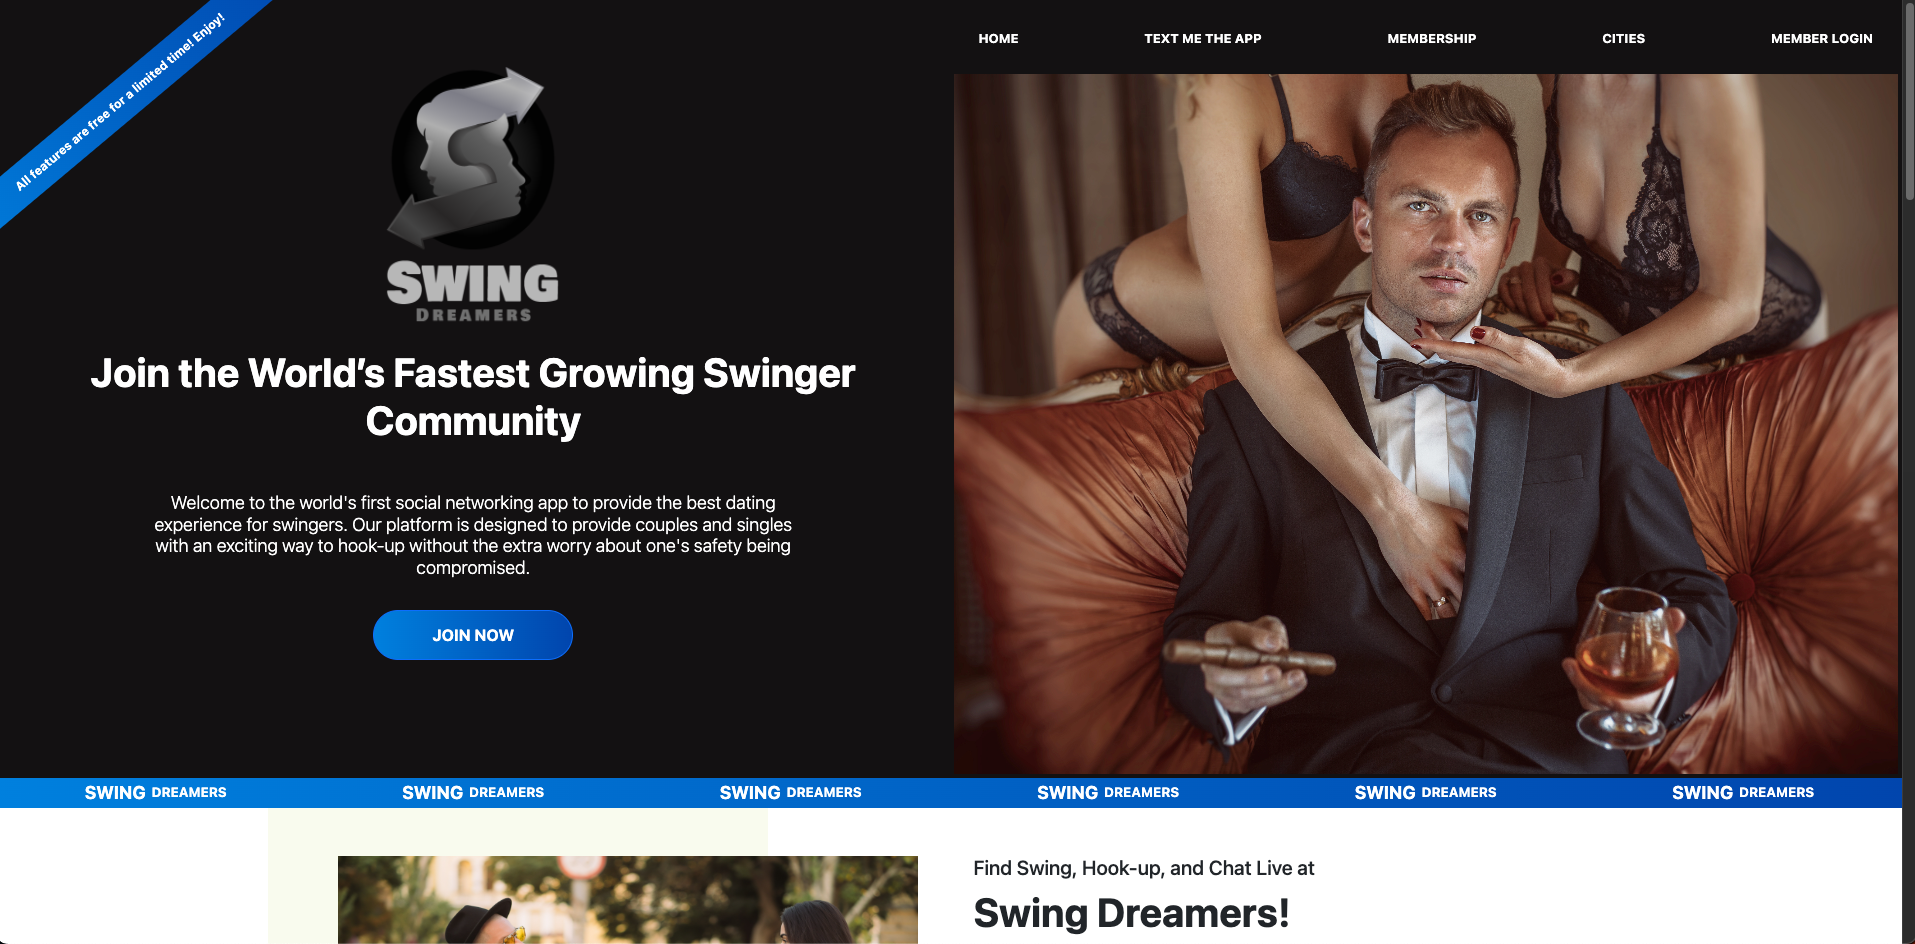 All features are free for a limited time! Enjoy!
HOME
TEXT ME THE APP
MEMBERSHIP
CITIES
MEMBER LOGIN
SWING
DREAMERS
Join the World's Fastest Growing Swinger
Community
Welcome to the world's first social networking app to provide the best dating
experience for swingers. Our platform is designed to provide couples and singles
with an exciting way to hook-up without the extra worry about one's safety being
compromised.
JOIN NOW
SWING DREAMERS
SWING DREAMERS
SWING DREAMERS
SWING DREAMERS
SWING DREAMERS
SWING DREAMERS
Find Swing, Hook-up, and Chat Live at
Swing Dreamers!